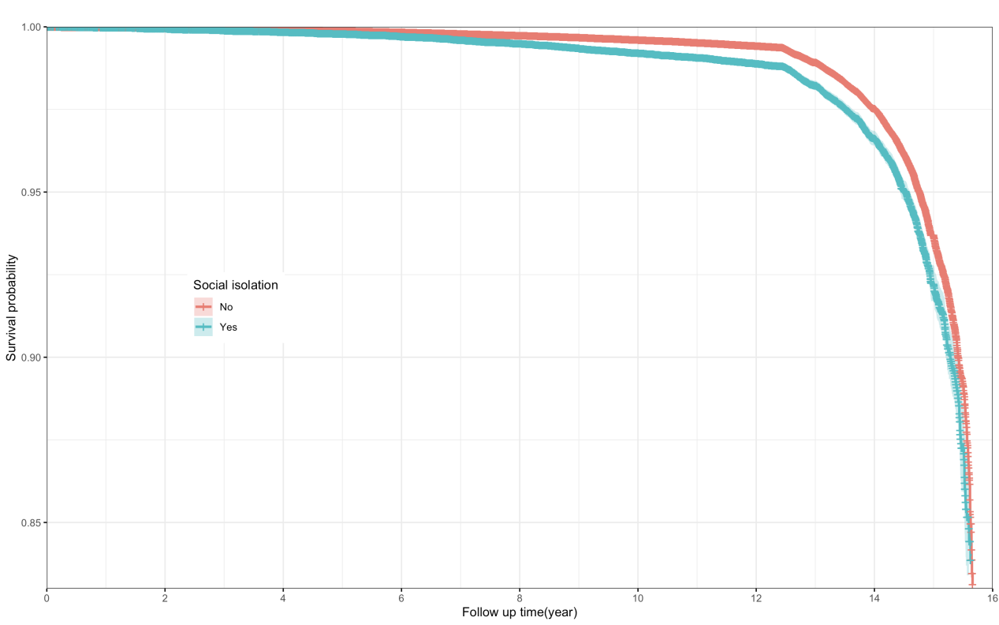 1.00
0.95
0.90
0.85
Survival probability
Social isolation
No
Yes
0 2 4 6 8 10 12 14 16
Follow up time(year)